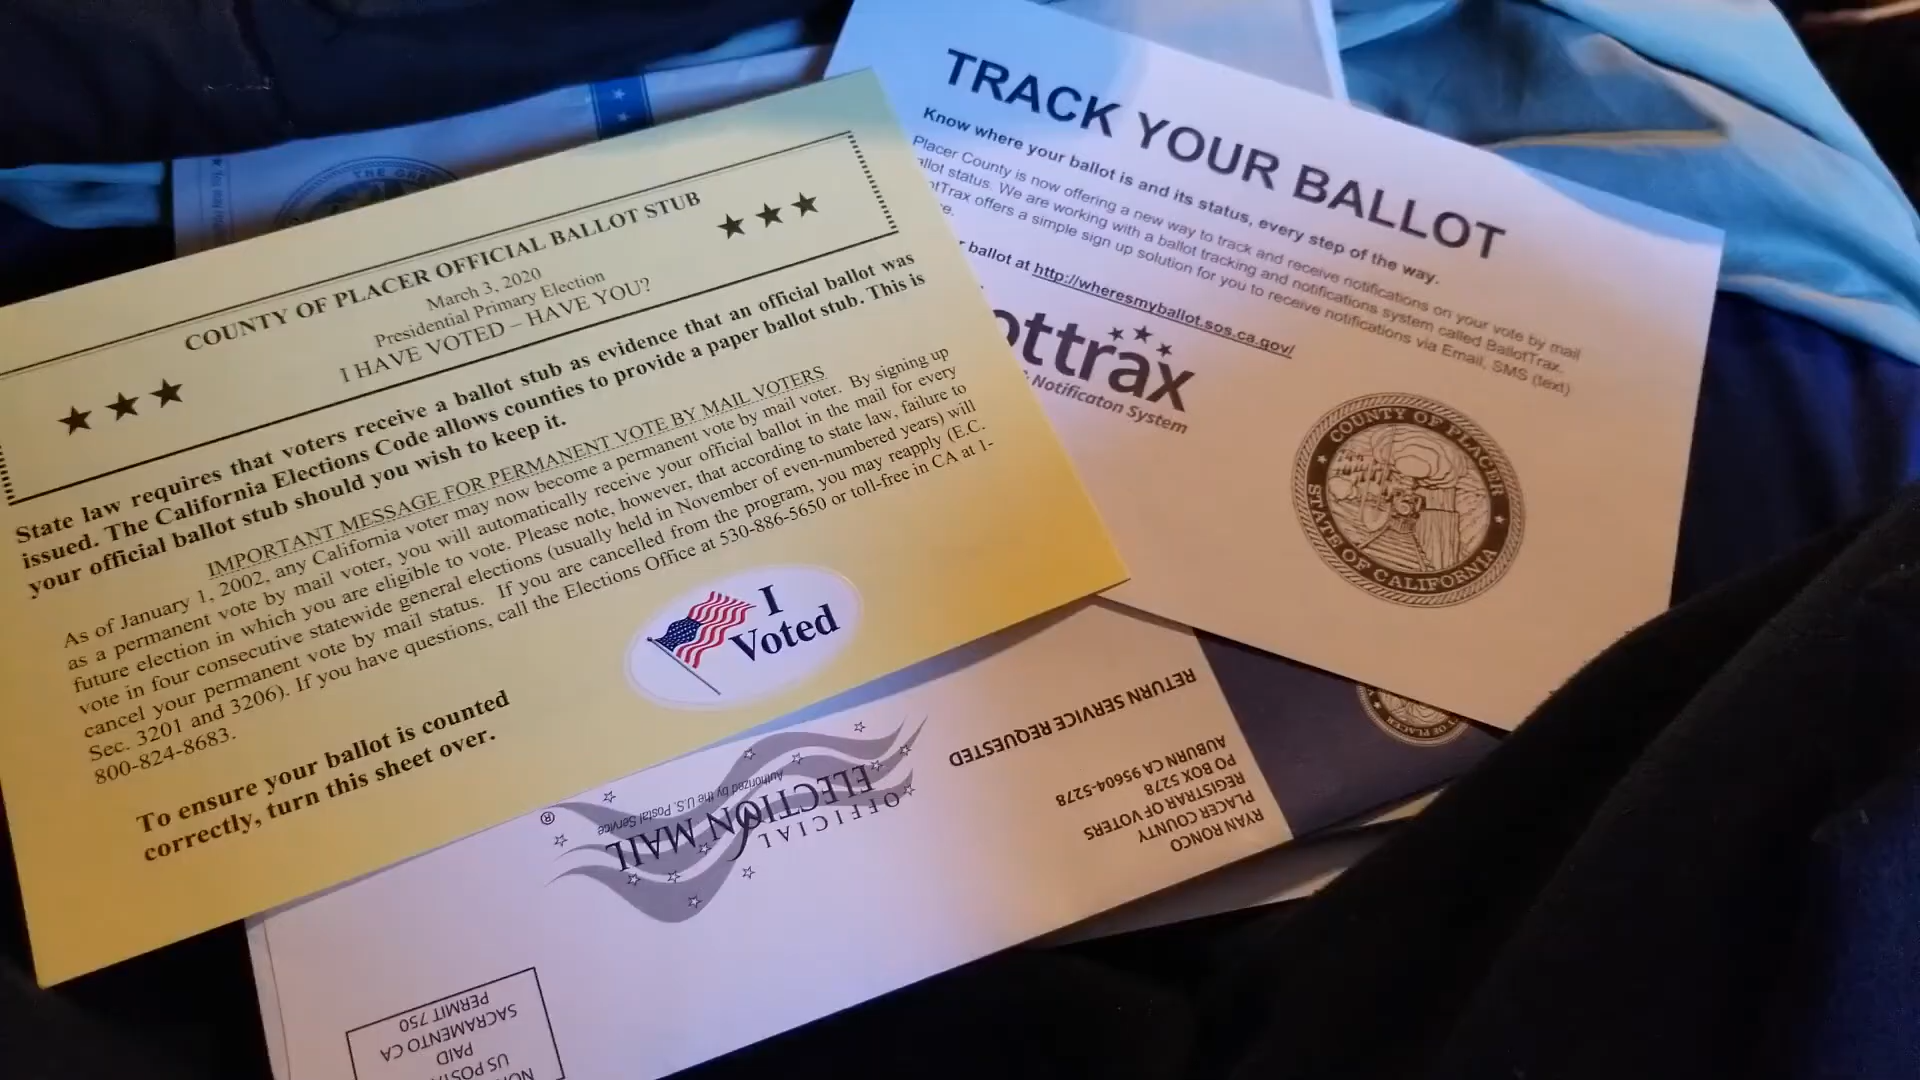 COUNTY OF PLACER OFFICIAL BALLOT STUB
March 3, 2020
Presidential Primary Election
I HAVE VOTED – HAVE YOU?
State law requires that voters receive a ballot stub as evidence that an official ballot was
issued. The California Elections Code allows counties to provide a paper ballot stub. This is
your official ballot stub should you wish to keep it.
IMPORTANT MESSAGE FOR PERMANENT VOTE BY MAIL VOTERS
As of January 1, 2002, any California voter may now become a permanent vote by mail voter. By signing up
as a permanent vote by mail voter, you will automatically receive your official ballot in the mail for every
future election in which you are eligible to vote. Please note, however, that according to state law, failure to
vote in four consecutive statewide general elections (usually held in November of even-numbered years) will
cancel your permanent vote by mail status. If you are cancelled from the program, you may reapply (E.C.
Sec. 3201 and 3206). If you have questions, call the Elections Office at 530-886-5650 or toll-free in CA at 1-
800-824-8683.
To ensure your ballot is counted
correctly, turn this sheet over.
I
Voted
TRACK YOUR BALLOT
Know where your ballot is and its status, every step of the way.
Placer County is now offering a new way to track and receive notifications on your vote by mail
allot status. We are working with a ballot tracking and notifications system called BallotTrax.
otTrax offers a simple sign up solution for you to receive notifications via Email, SMS (text)
e.
r ballot at http://wheresmyballot.sos.ca.gov/
ottrax
& Notificaton System
COUNTY OF PLACER
STATE OF CALIFORNIA
THE GREA
RYAN RONCO
PLACER COUNTY
REGISTRAR OF VOTERS
PO BOX 5278
AUBURN CA 95604-5278
RETURN SERVICE REQUESTED
OFFICIAL
ELECTION MAIL
Authorized by the U.S. Postal Service
®
US POSTA
PAID
SACRAMENTO CA
PERMIT 750